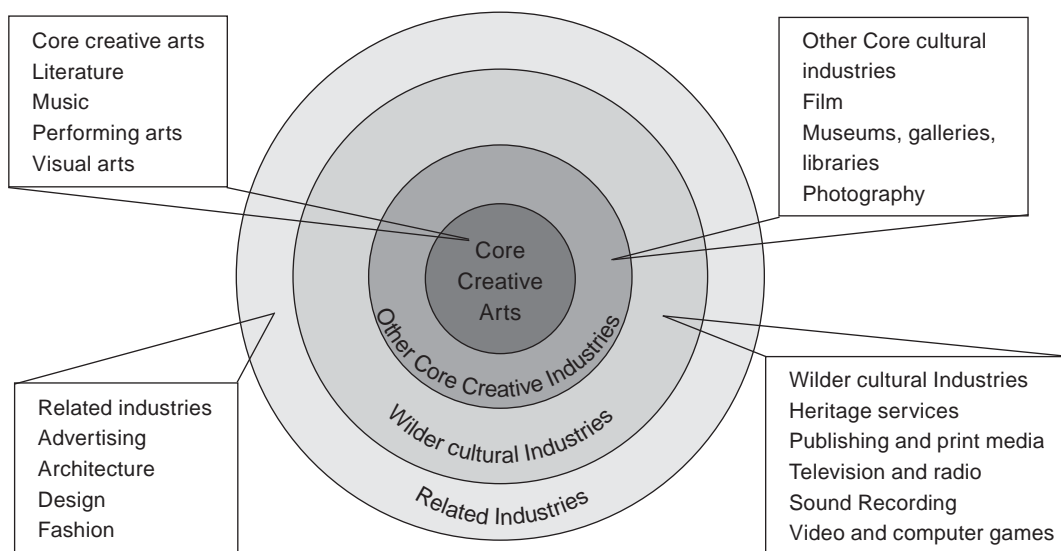 Core creative arts
Literature
Music
Performing arts
Visual arts
Other Core cultural
industries
Film
Museums, galleries,
libraries
Photography
Core
Creative
Arts
Other Core Creative Industries
Wilder cultural Industries
Related Industries
Related industries
Advertising
Architecture
Design
Fashion
Wilder cultural Industries
Heritage services
Publishing and print media
Television and radio
Sound Recording
Video and computer games